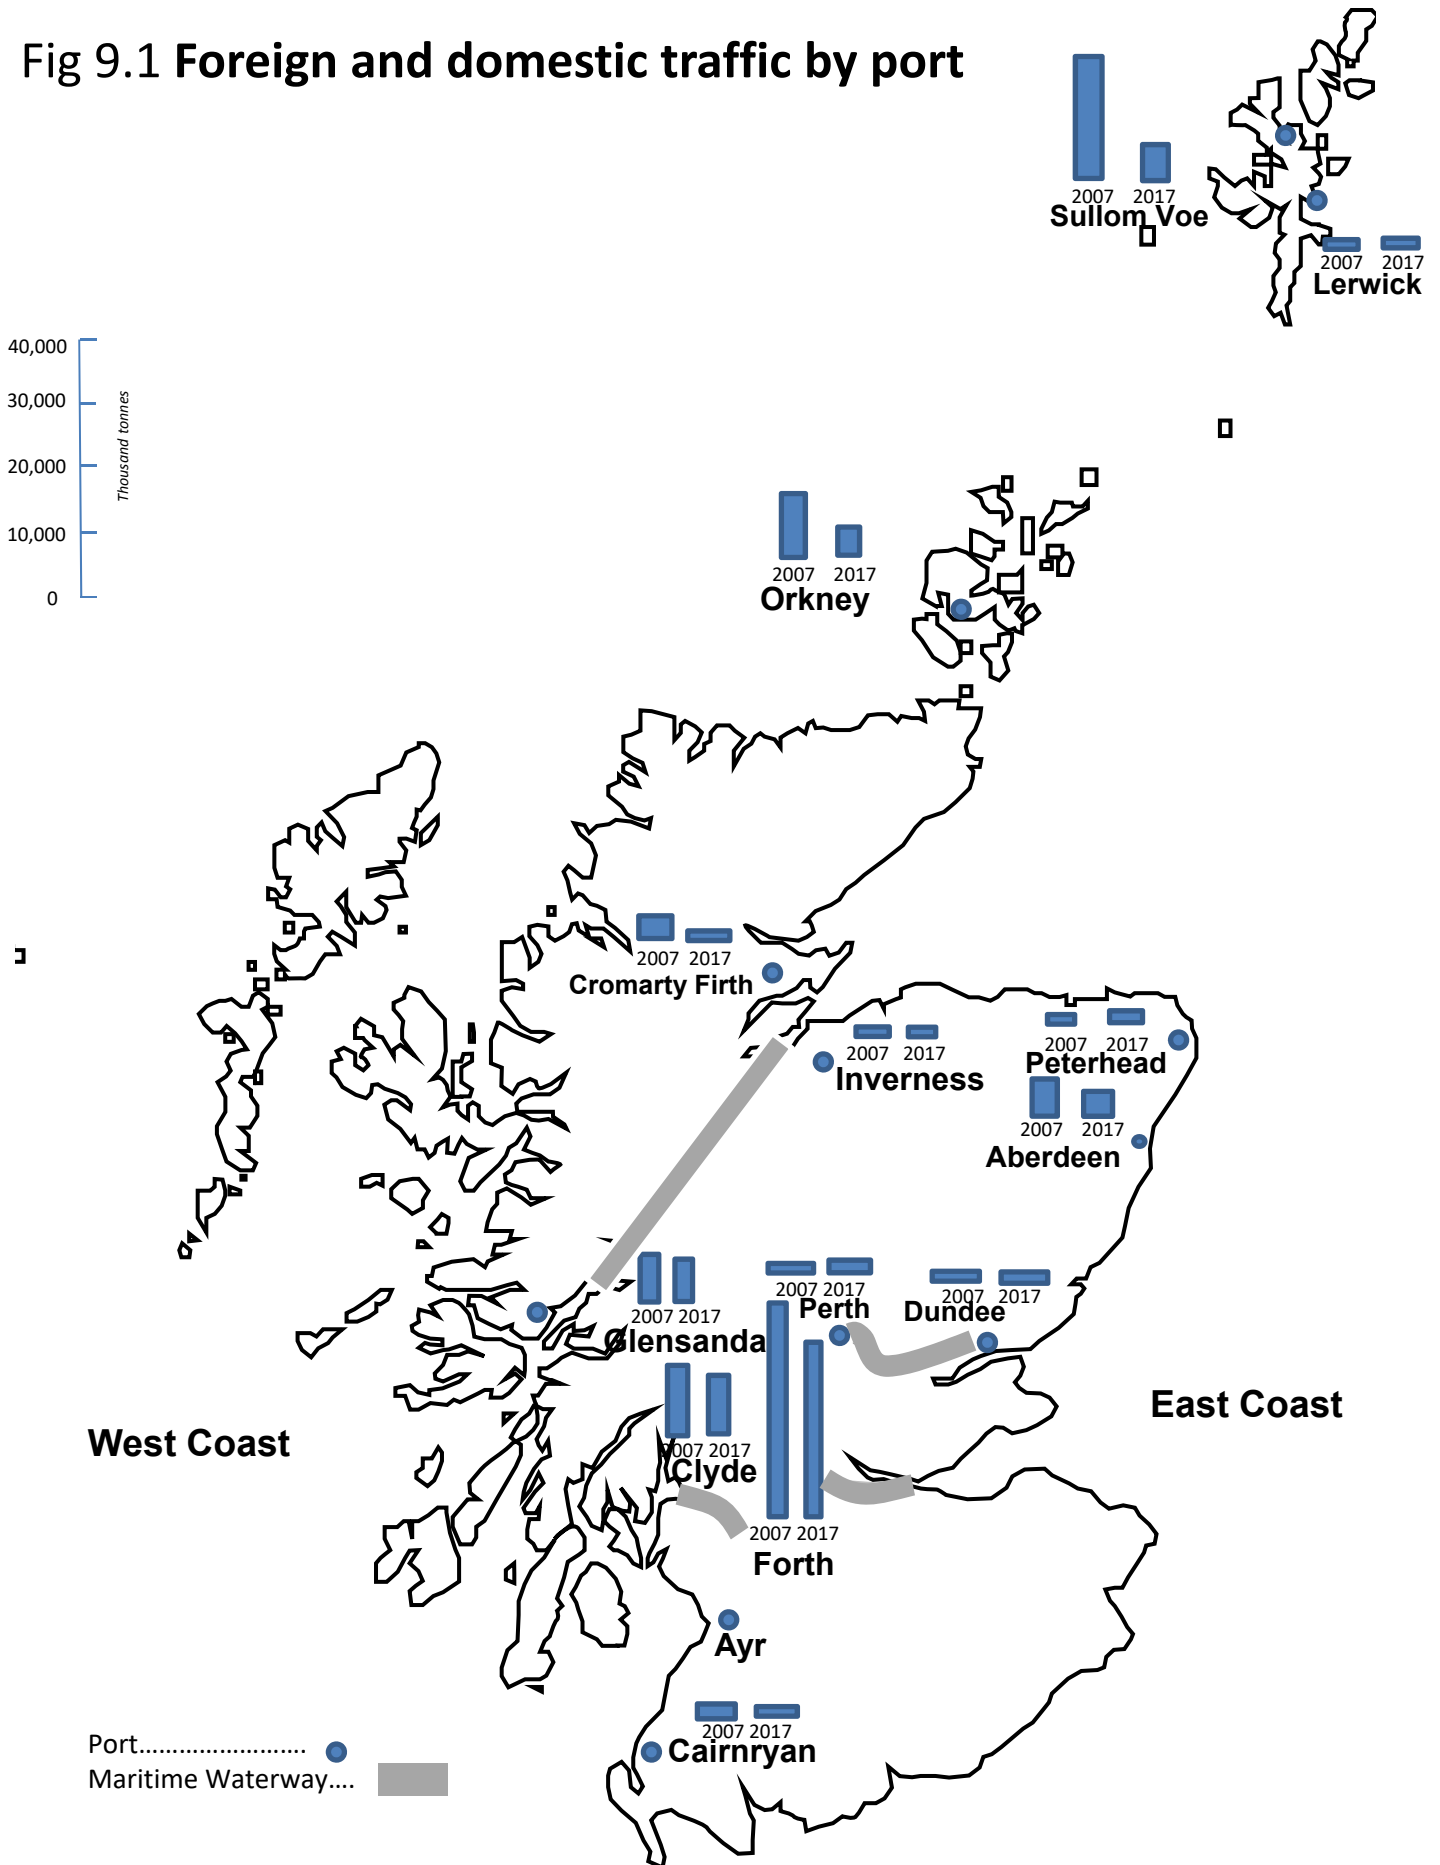 Fig 9.1 Foreign and domestic traffic by port
2007 2017
Sullom Voe
2007 2017
Lerwick
40,000
30,000
20,000
10,000
0
Thousand tonnes
2007 2017
Orkney
2007 2017
Cromarty Firth
2007 2017
Inverness
2007 2017
Peterhead
2007 2017
Aberdeen
2007 2017
Glensanda
2007 2017
Perth
2007 2017
Dundee
West Coast
East Coast
2007 2017
Clyde
2007 2017
Forth
Ayr
2007 2017
Cairnryan
Port........................
Maritime Waterway....